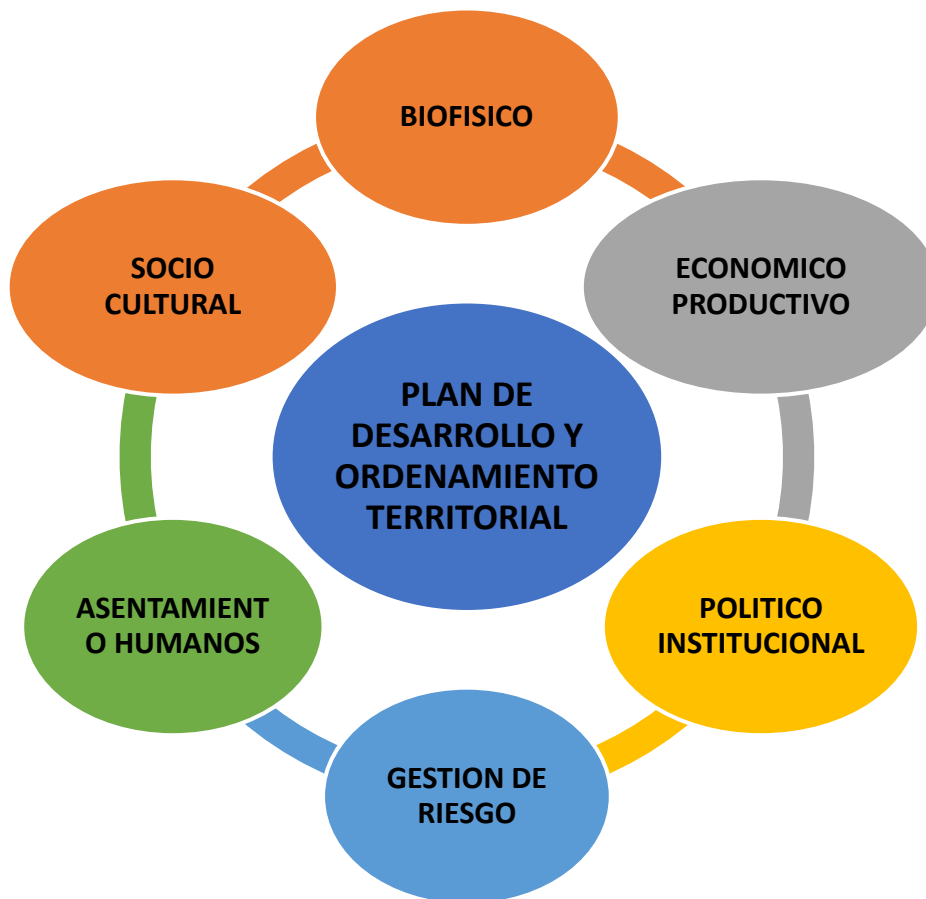 BIOFISICO
ECONOMICO
PRODUCTIVO
POLITICO
INSTITUCIONAL
GESTION DE
RIESGO
ASENTAMIENT
O HUMANOS
SOCIO
CULTURAL
PLAN DE
DESARROLLO Y
ORDENAMIENTO
TERRITORIAL